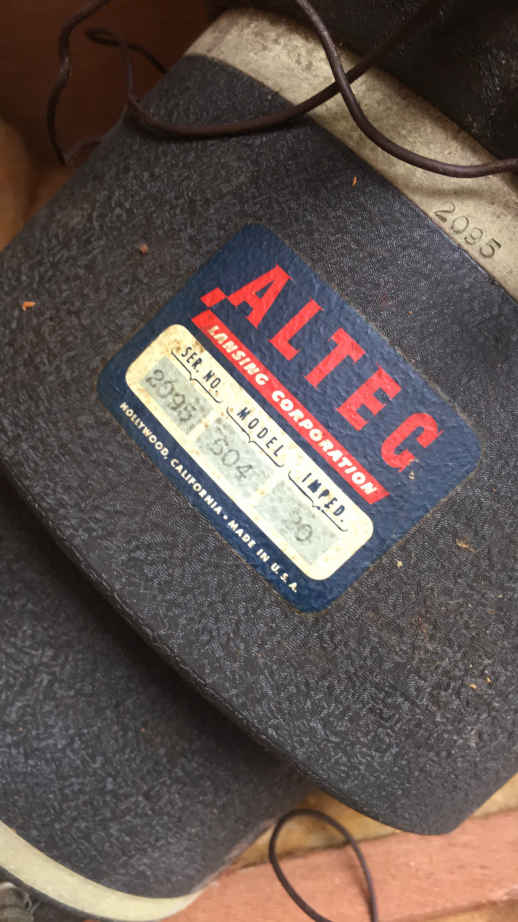 2095
ALTEC
LANSING CORPORATION
SER. NO. MODEL IMPED.
2095 604 20
HOLLYWOOD, CALIFORNIA • MADE IN U.S.A.